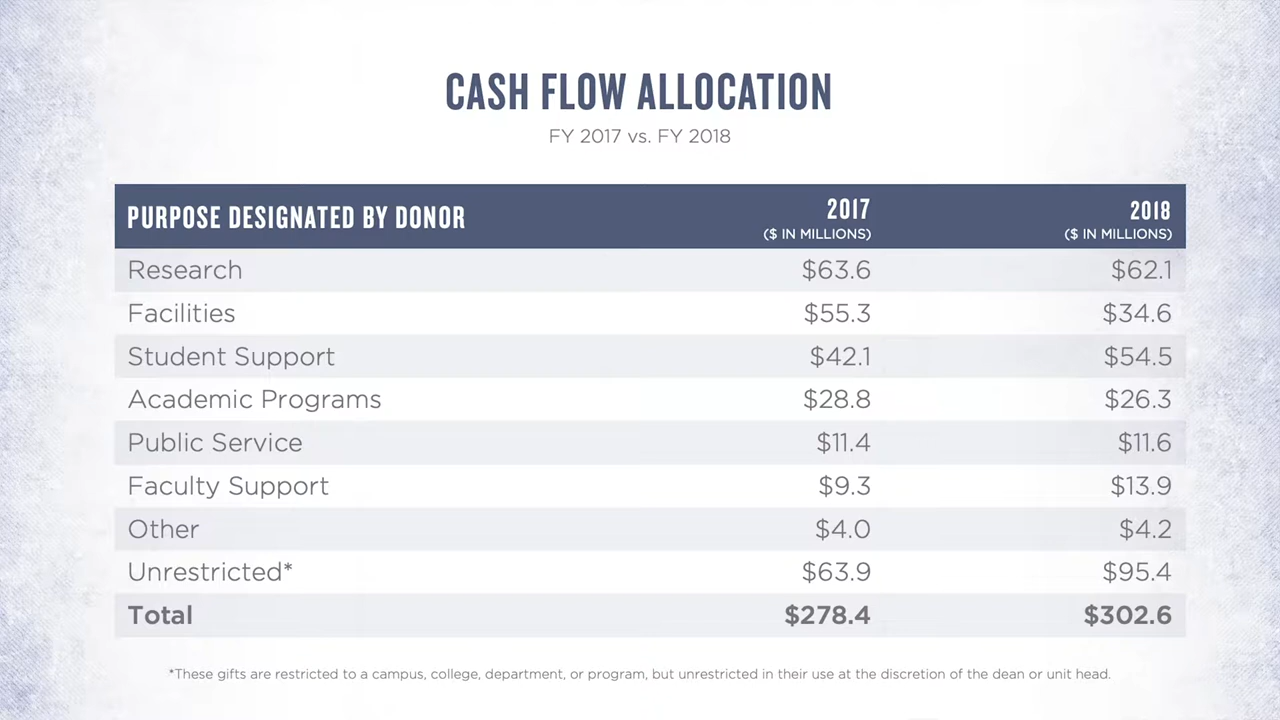 CASH FLOW ALLOCATION
FY 2017 vs. FY 2018
PURPOSE DESIGNATED BY DONOR 2017 2018
($ IN MILLIONS) ($ IN MILLIONS)
Research $63.6 $62.1
Facilities $55.3 $34.6
Student Support $42.1 $54.5
Academic Programs $28.8 $26.3
Public Service $11.4 $11.6
Faculty Support $9.3 $13.9
Other $4.0 $4.2
Unrestricted* $63.9 $95.4
Total $278.4 $302.6
*These gifts are restricted to a campus, college, department, or program, but unrestricted in their use at the discretion of the dean or unit head.